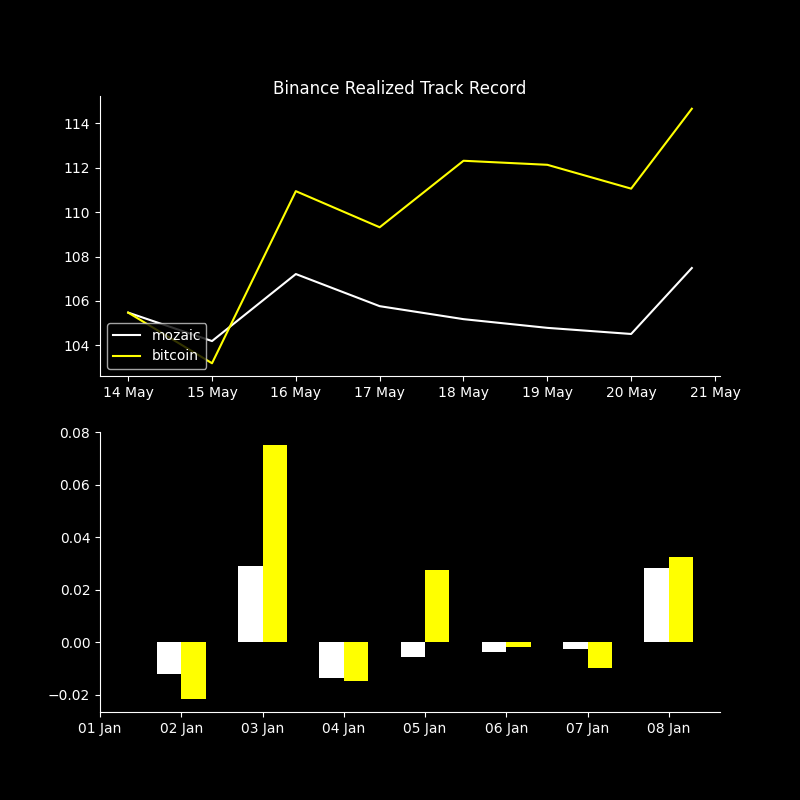 Binance Realized Track Record
114
112
110
108
106
104
mozaic
bitcoin
14 May 15 May 16 May 17 May 18 May 19 May 20 May 21 May
0.08
0.06
0.04
0.02
0.00
−0.02
01 Jan 02 Jan 03 Jan 04 Jan 05 Jan 06 Jan 07 Jan 08 Jan